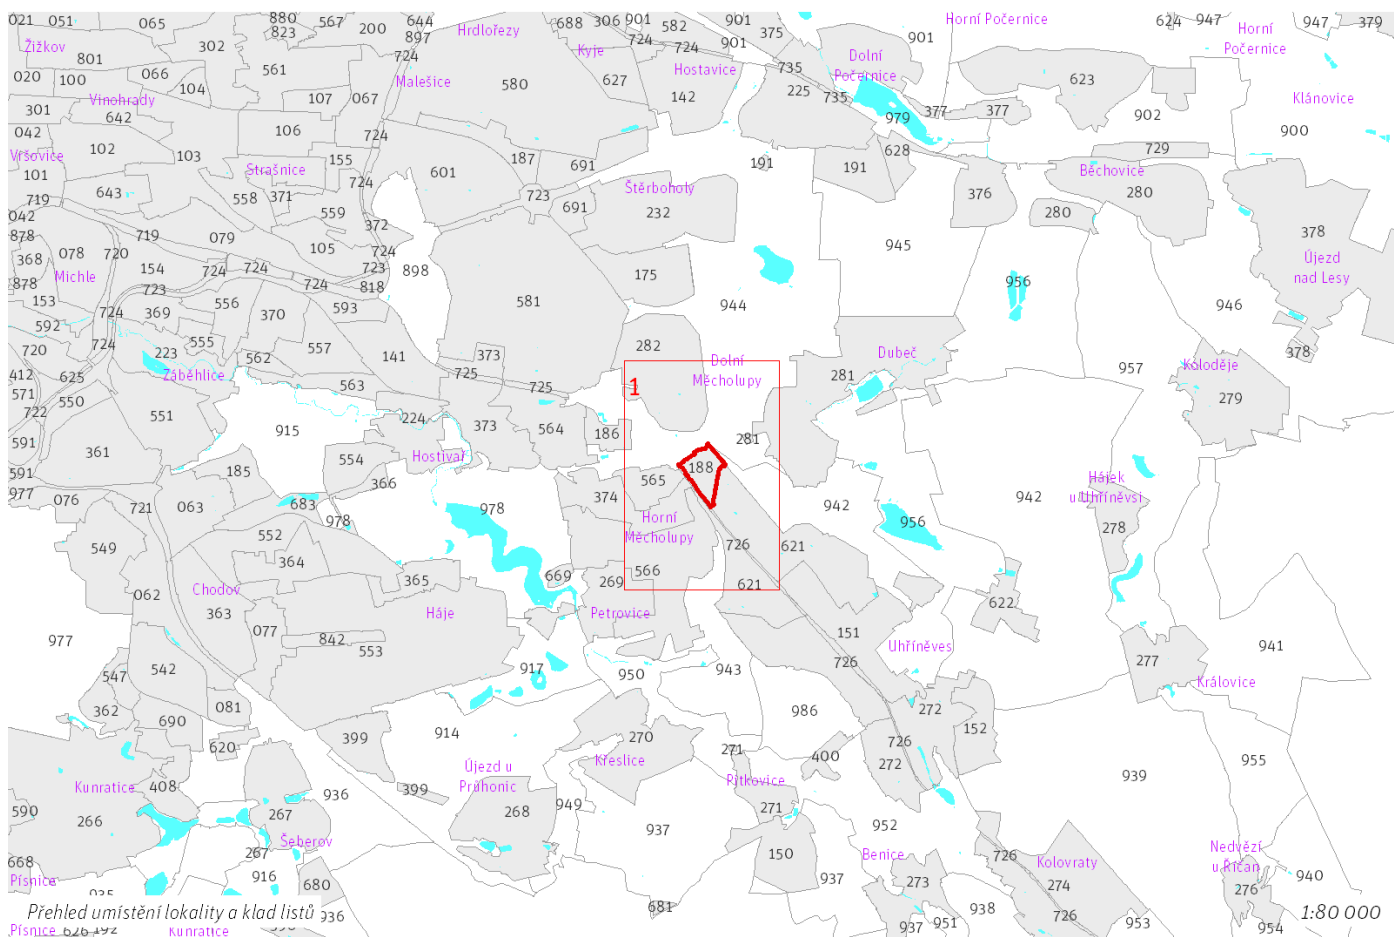 021 051 065 880 567 644 Hrdlořezy 688 306 901 582 901 375 Horní Počernice 624 947 Horní 947 379
Žižkov 302 823 200 897 Kyje 724 724 901 Dolní 901 Počernice
801 561 724 Malešice 580 627 Hostavice 735 Počernice
020 100 066 104 107 067 142 225 735 979 377 377 623 902 Klánovice
301 Vinohrady 642 106 724 900
042 102 103 155 187 691 191 191 628 729
Vršovice Strašnice 601 Štěrboholy Běchovice
101 643 558 371 724 723 691 232 376 280 280
719 559 372
042 719 079 105 724 945 378
878 078 720 723 898
368 154 724 724 724 818 175 Újezd
Michle nad Lesy
878 723 556 581 956
153 369 370 593 944 946
592 724 555 557 282
720 724 223 562 141 373 Dolní Dubeč 378
412 625 Záběhlice 563 725 725 Měcholupy 281 957 Koloděje
571 550 1 279
722 551 224 373 564 186
591 361 915 554 Hostivař 281
591 185 366 565 188 Hájek
977 076 721 063 683 978 978 374 942 956 942 u Uhříněvsi
549 552 Horní 278
364 Měcholupy 726 621
062 Chodov 365 669 269 566 621 622
363 Háje Petrovice
977 077 842 553 151 Uhříněves 941
542 917 950 943 726 277
547 Královice
362 690 081 986 272 152
620 399 914 270 271 726
Újezd u Křeslice 400 272 955
Kunratice 408 936 399 Průhonic Pitkovice 939
590 266 267 268 949 271
Šeberov 937 952
668 267 150 Benice 726 Kolovraty Nedvězí
Písnice 916 680 937 273 274 u Říčan 940
935 276
Přehled umístění lokality a klad listů 936 681 938 726 1:80 000
Písnice 626 192 Kunratice 937 951 953 954